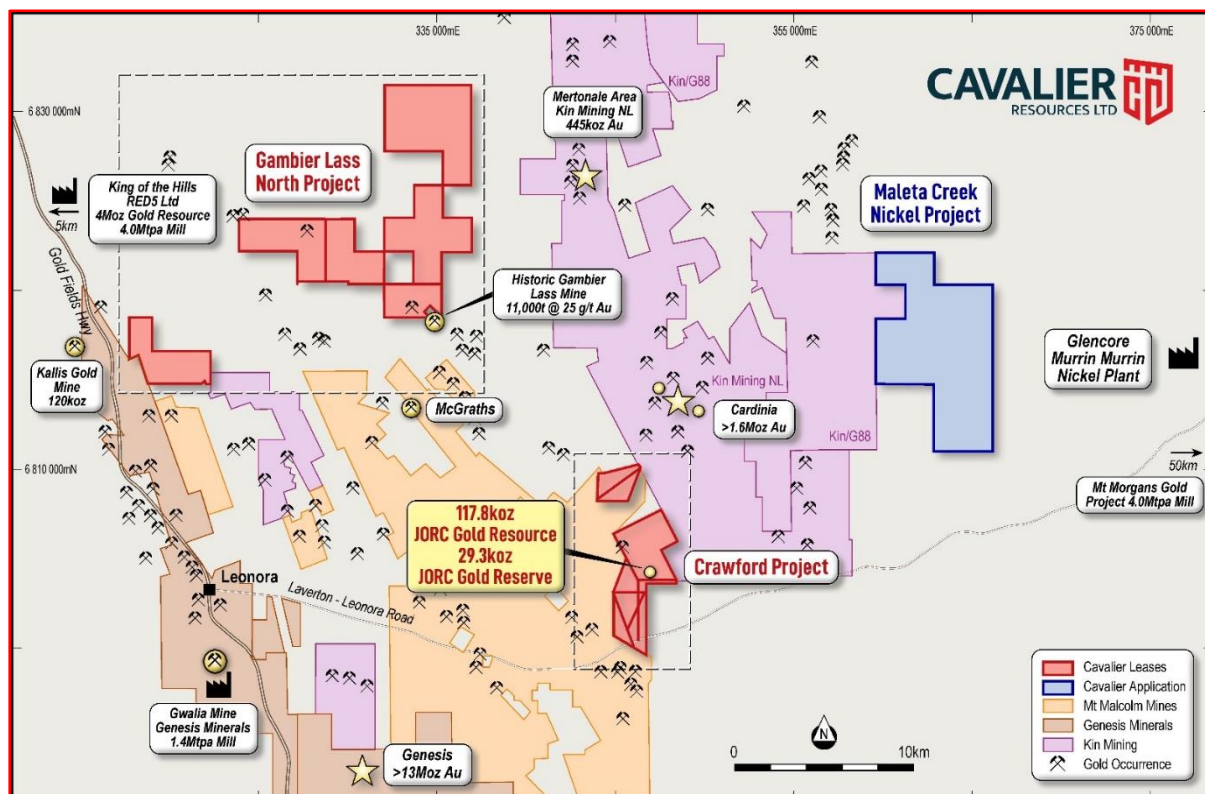 335 000mE
355 000mE
375 000mE
Kin/G88
CAVALIER
RESOURCES LTD
6 830 000mN
Mertonale Area
Kin Mining NL
445koz Au
Gambier Lass
North Project
King of the Hills
RED5 Ltd
4Moz Gold Resource
4.0Mtpa Mill
5km
Maleta Creek
Nickel Project
Gold Fields Hwy
Historic Gambier
Lass Mine
11,000t @ 25 g/t Au
Glencore
Murrin Murrin
Nickel Plant
Kallis Gold
Mine
120koz
Kin Mining NL
McGraths
Cardinia
>1.6Moz Au
Kin/G88
50km
6 810 000mN
Mt Morgans Gold
Project 4.0Mtpa Mill
117.8koz
JORC Gold Resource
29.3koz
JORC Gold Reserve
Crawford Project
Leonora
Laverton - Leonora Road
Gwalia Mine
Genesis Minerals
1.4Mtpa Mill
Genesis
>13Moz Au
N
0
10km
Cavalier Leases
Cavalier Application
Mt Malcolm Mines
Genesis Minerals
Kin Mining
Gold Occurrence